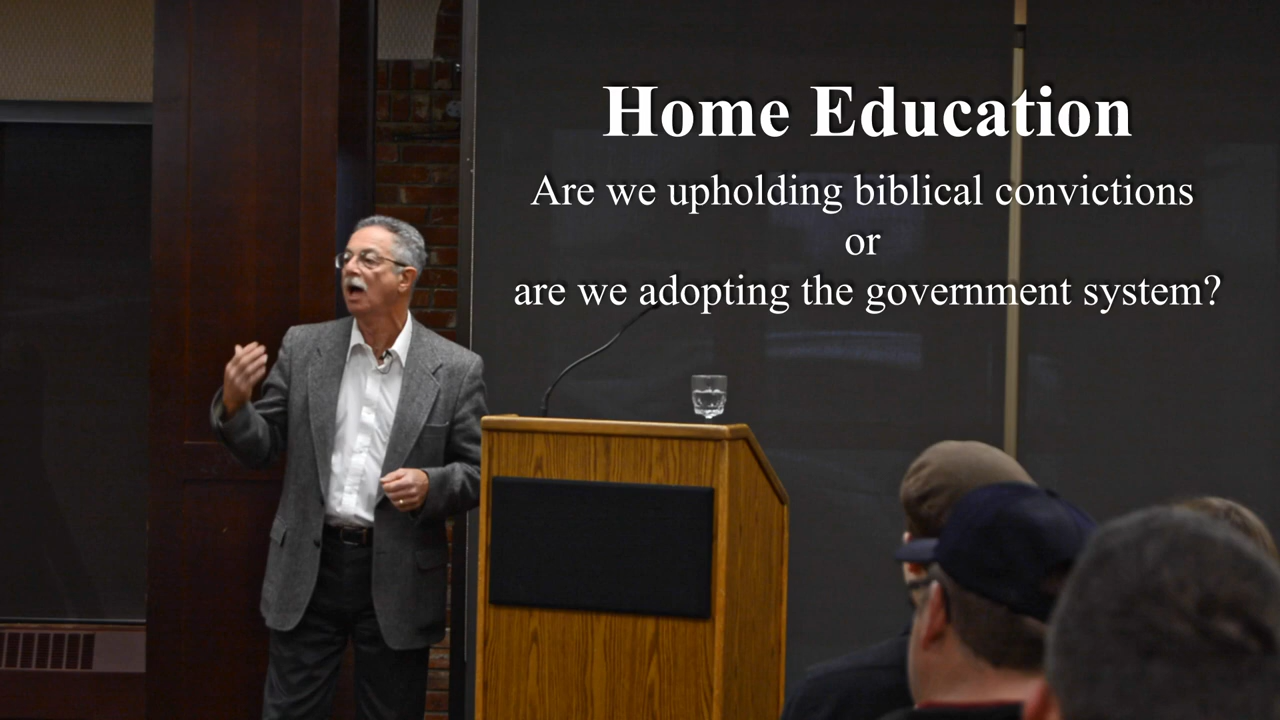 Home Education
Are we upholding biblical convictions
or
are we adopting the government system?